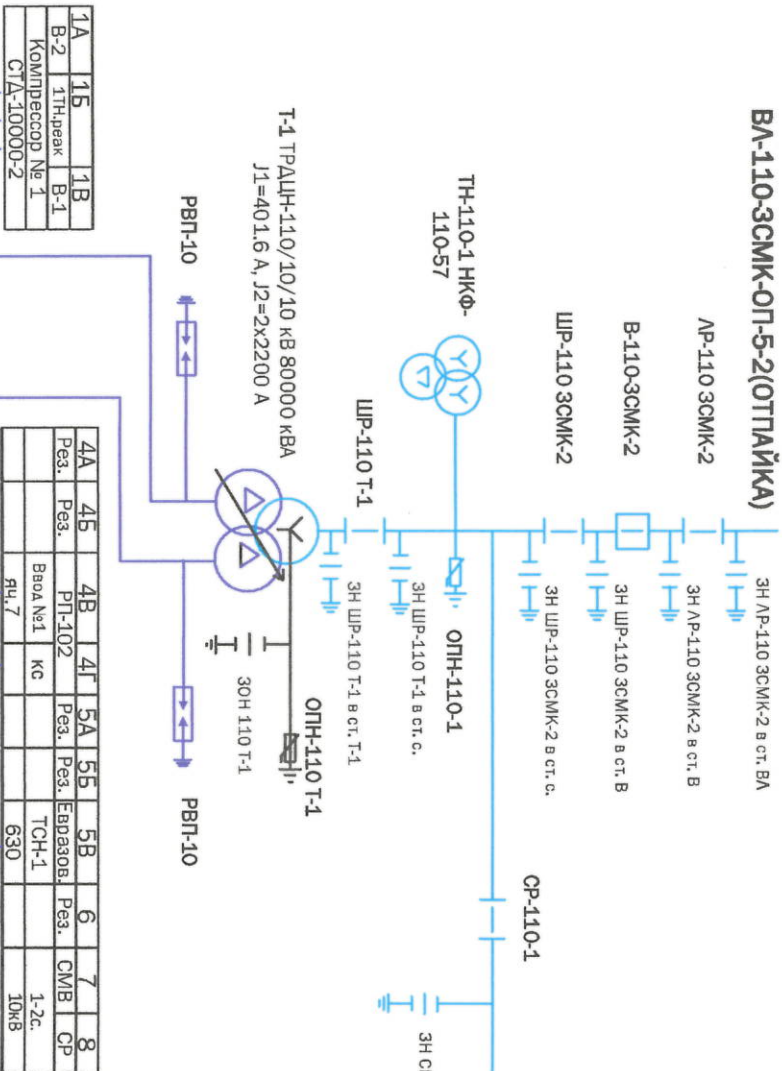 ВЛ-110-ЗСМК-ОП-5-2(ОТПАЙКА)
ЗН ЛР-110 ЗСМК-2 в ст. ВЛ
ЛР-110 ЗСМК-2
ЗН ЛР-110 ЗСМК-2 в ст. В
В-110-ЗСМК-2
ЗН ШР-110 ЗСМК-2 в ст. В
ШР-110 ЗСМК-2
ЗН ШР-110 ЗСМК-2 в ст. с.
ТН-110-1 НКФ-
110-57
СР-110-1
ОПН-110-1
ЗН ШР-110 Т-1 в ст. с.
ШР-110 Т-1
ЗН ШР-110 Т-1 в ст. Т-1
Т-1 ТРДЦН-110/10/10 кВ 80000 кВА
J1=401.6 А, J2=2х2200 А
ОПН-110 Т-1
ЗОН 110 Т-1
РВП-10
РВП-10
1А 1Б 1В
В-2 1ТН.реак В-1
Компрессор № 1
СТД-10000-2
4А 4Б 4В 4Г 5А 5Б 5В 6 7 8
Рез. Рез. РП-102 Рез. Рез. Евразов. Рез. СМВ СР
Ввод №1 КС ТСН-1 1-2с.
яч.7 630 10кВ